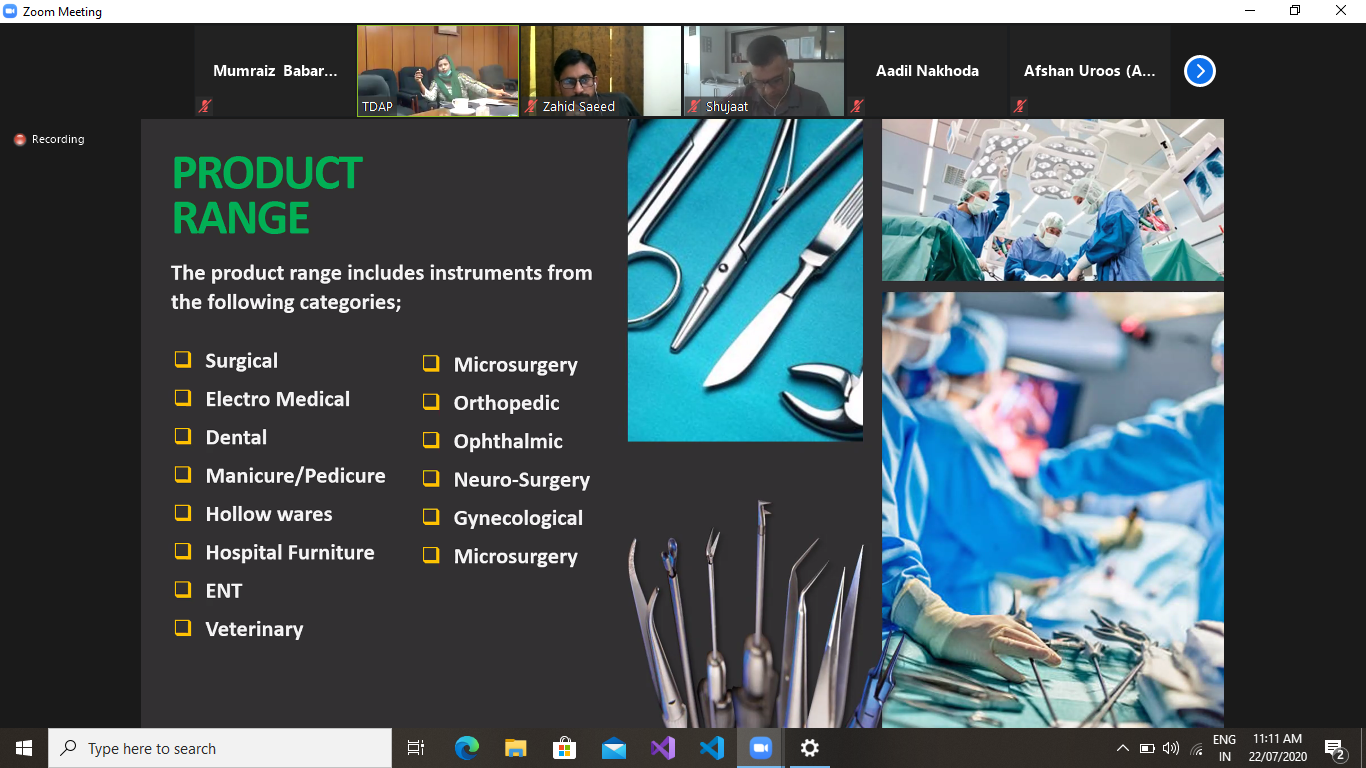 Zoom Meeting
Mumraiz Babar...
TDAP
Zahid Saeed
Shujaat
Aadil Nakhoda
Afshan Uroos (A...
Recording
PRODUCT
RANGE
The product range includes instruments from
the following categories;
Surgical
Electro Medical
Dental
Manicure/Pedicure
Hollow wares
Hospital Furniture
ENT
Veterinary
Microsurgery
Orthopedic
Ophthalmic
Neuro-Surgery
Gynecological
Microsurgery
Type here to search
ENG
IN
11:11 AM
22/07/2020
2